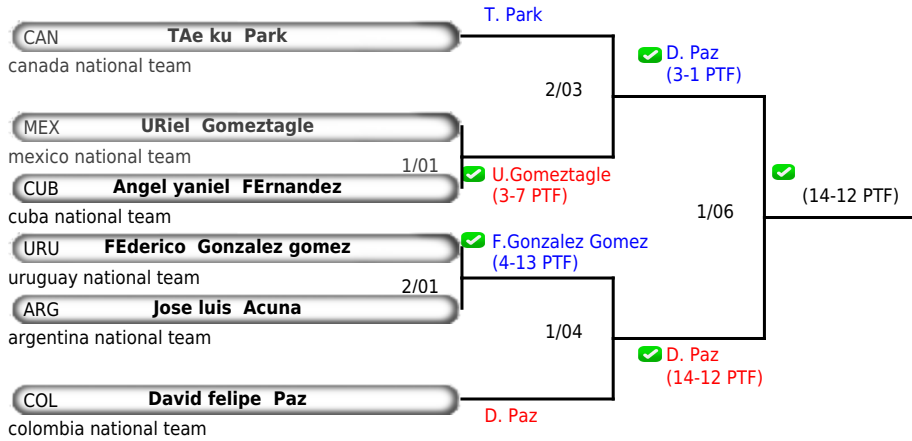 T. Park
CAN TAe ku Park
canada national team
D. Paz
(3-1 PTF)
2/03
MEX URiel Gomeztagle
mexico national team
1/01
U.Gomeztagle
(3-7 PTF)
CUB Angel yaniel FErnandez
cuba national team
(14-12 PTF)
1/06
URU FEderico Gonzalez gomez
uruguay national team
F.Gonzalez Gomez
(4-13 PTF)
2/01
ARG Jose luis Acuna
argentina national team
1/04
D. Paz
(14-12 PTF)
COL David felipe Paz
colombia national team
D. Paz